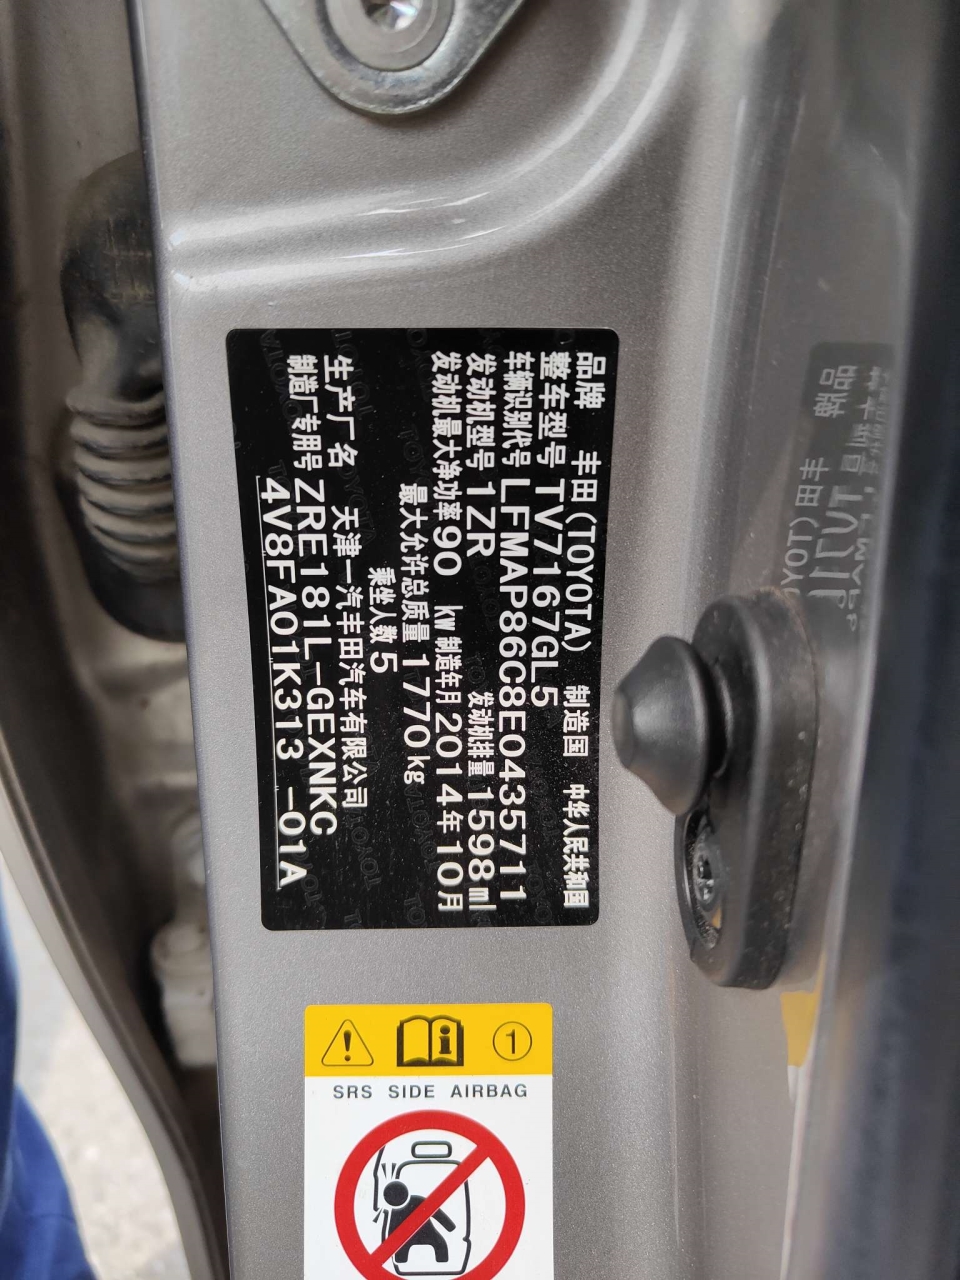 品牌 丰田(TOYOTA) 制造国 中华人民共和国
整车型号 TV7167GL5
车辆识别代号 LFMAP86C8E0435711
发动机型号 1ZR 发动机排量 1598ml
发动机最大净功率 90 kw 制造年月 2014年10月
最大允许总质量 1770kg
乘坐人数 5
生产厂名 天津一汽丰田汽车有限公司
制造厂专用号 ZRE181L-GEXNKC
4V8FA01K313 -01A
1
SRS SIDE AIRBAG